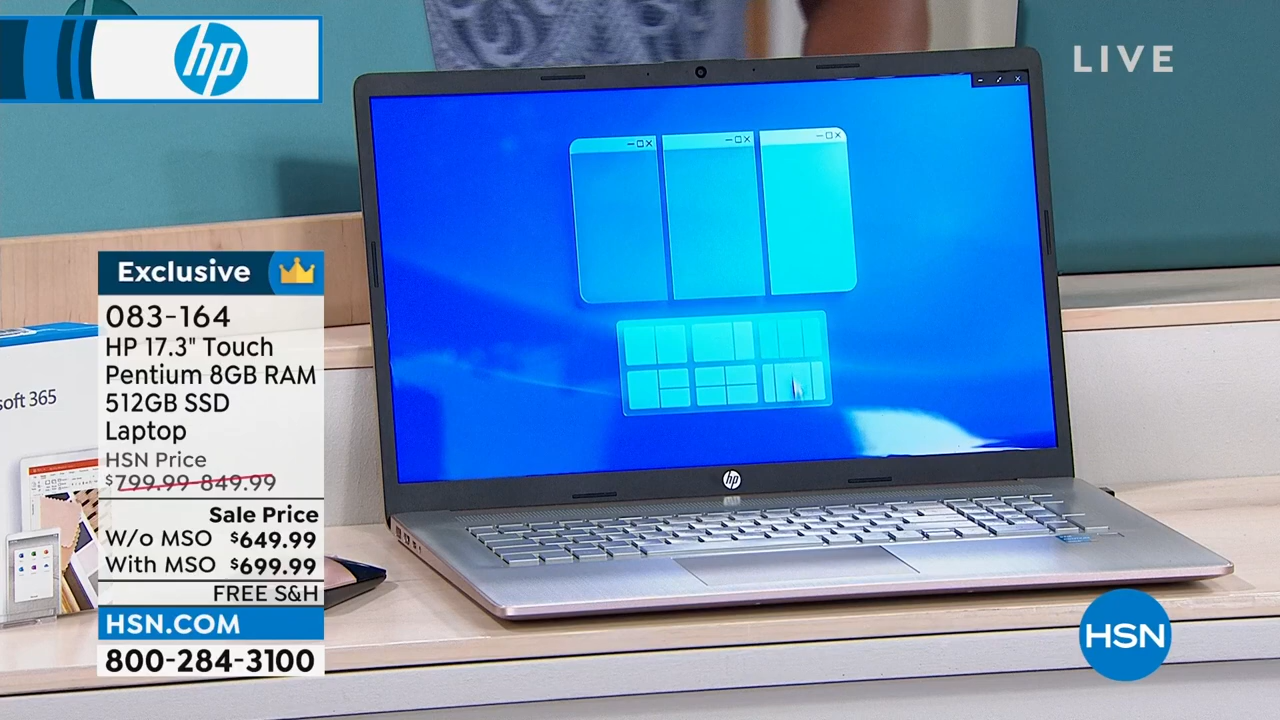 hp
LIVE
Exclusive
083-164
HP 17.3" Touch
Pentium 8GB RAM
512GB SSD
Laptop
HSN Price
$799.99-849.99
Sale Price
W/o MSO $649.99
With MSO $699.99
FREE S&H
HSN.COM
800-284-3100
soft 365
hp
HSN